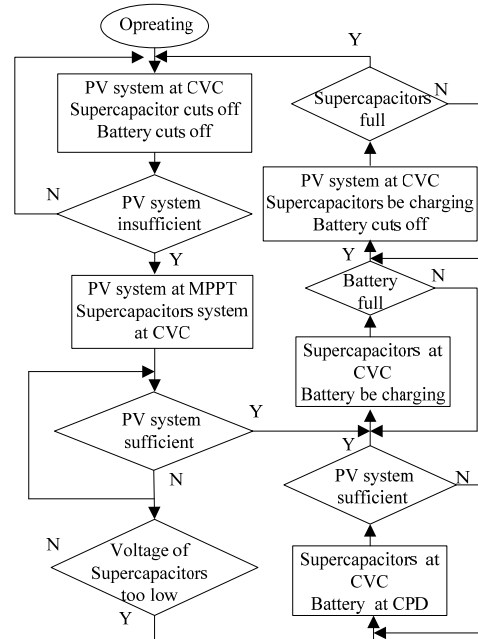 Opreating
PV system at CVC
Supercapacitor cuts off
Battery cuts off
N
PV system
insufficient
Y
PV system at MPPT
Supercapacitors system
at CVC
PV system
sufficient
Y
N
N
Voltage of
Supercapacitors
too low
Y
Y
Supercapacitors
full
N
PV system at CVC
Supercapacitors be charging
Battery cuts off
Y
Battery
full
N
Supercapacitors at
CVC
Battery be charging
Y
PV system
sufficient
N
Supercapacitors at
CVC
Battery at CPD